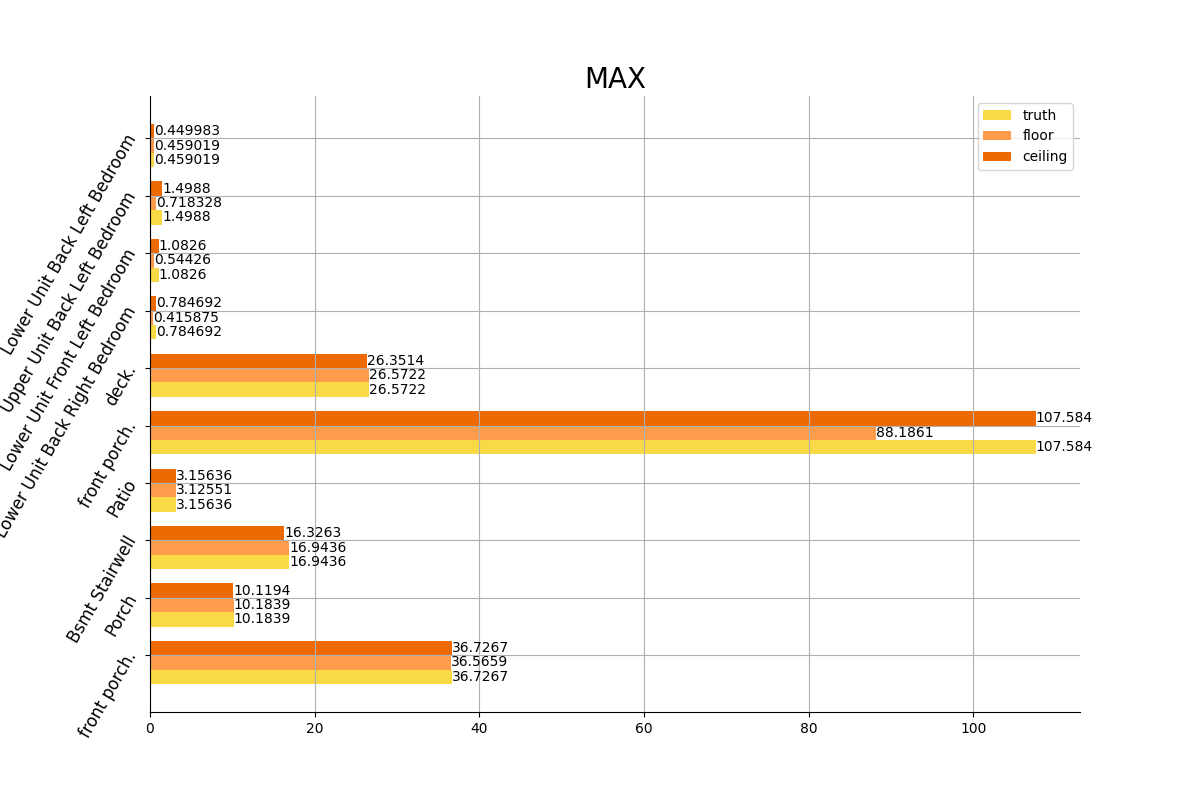 MAX
truth
floor
ceiling
Lower Unit Back Left Bedroom
0.449983
0.459019
0.459019
Upper Unit Back Left Bedroom
1.4988
0.718328
1.4988
Lower Unit Front Left Bedroom
1.0826
0.54426
1.0826
Lower Unit Back Right Bedroom
0.784692
0.415875
0.784692
deck.
26.3514
26.5722
26.5722
front porch.
107.584
88.1861
107.584
Patio
3.15636
3.12551
3.15636
Bsmt Stairwell
16.3263
16.9436
16.9436
Porch
10.1194
10.1839
10.1839
front porch.
36.7267
36.5659
36.7267
0 20 40 60 80 100